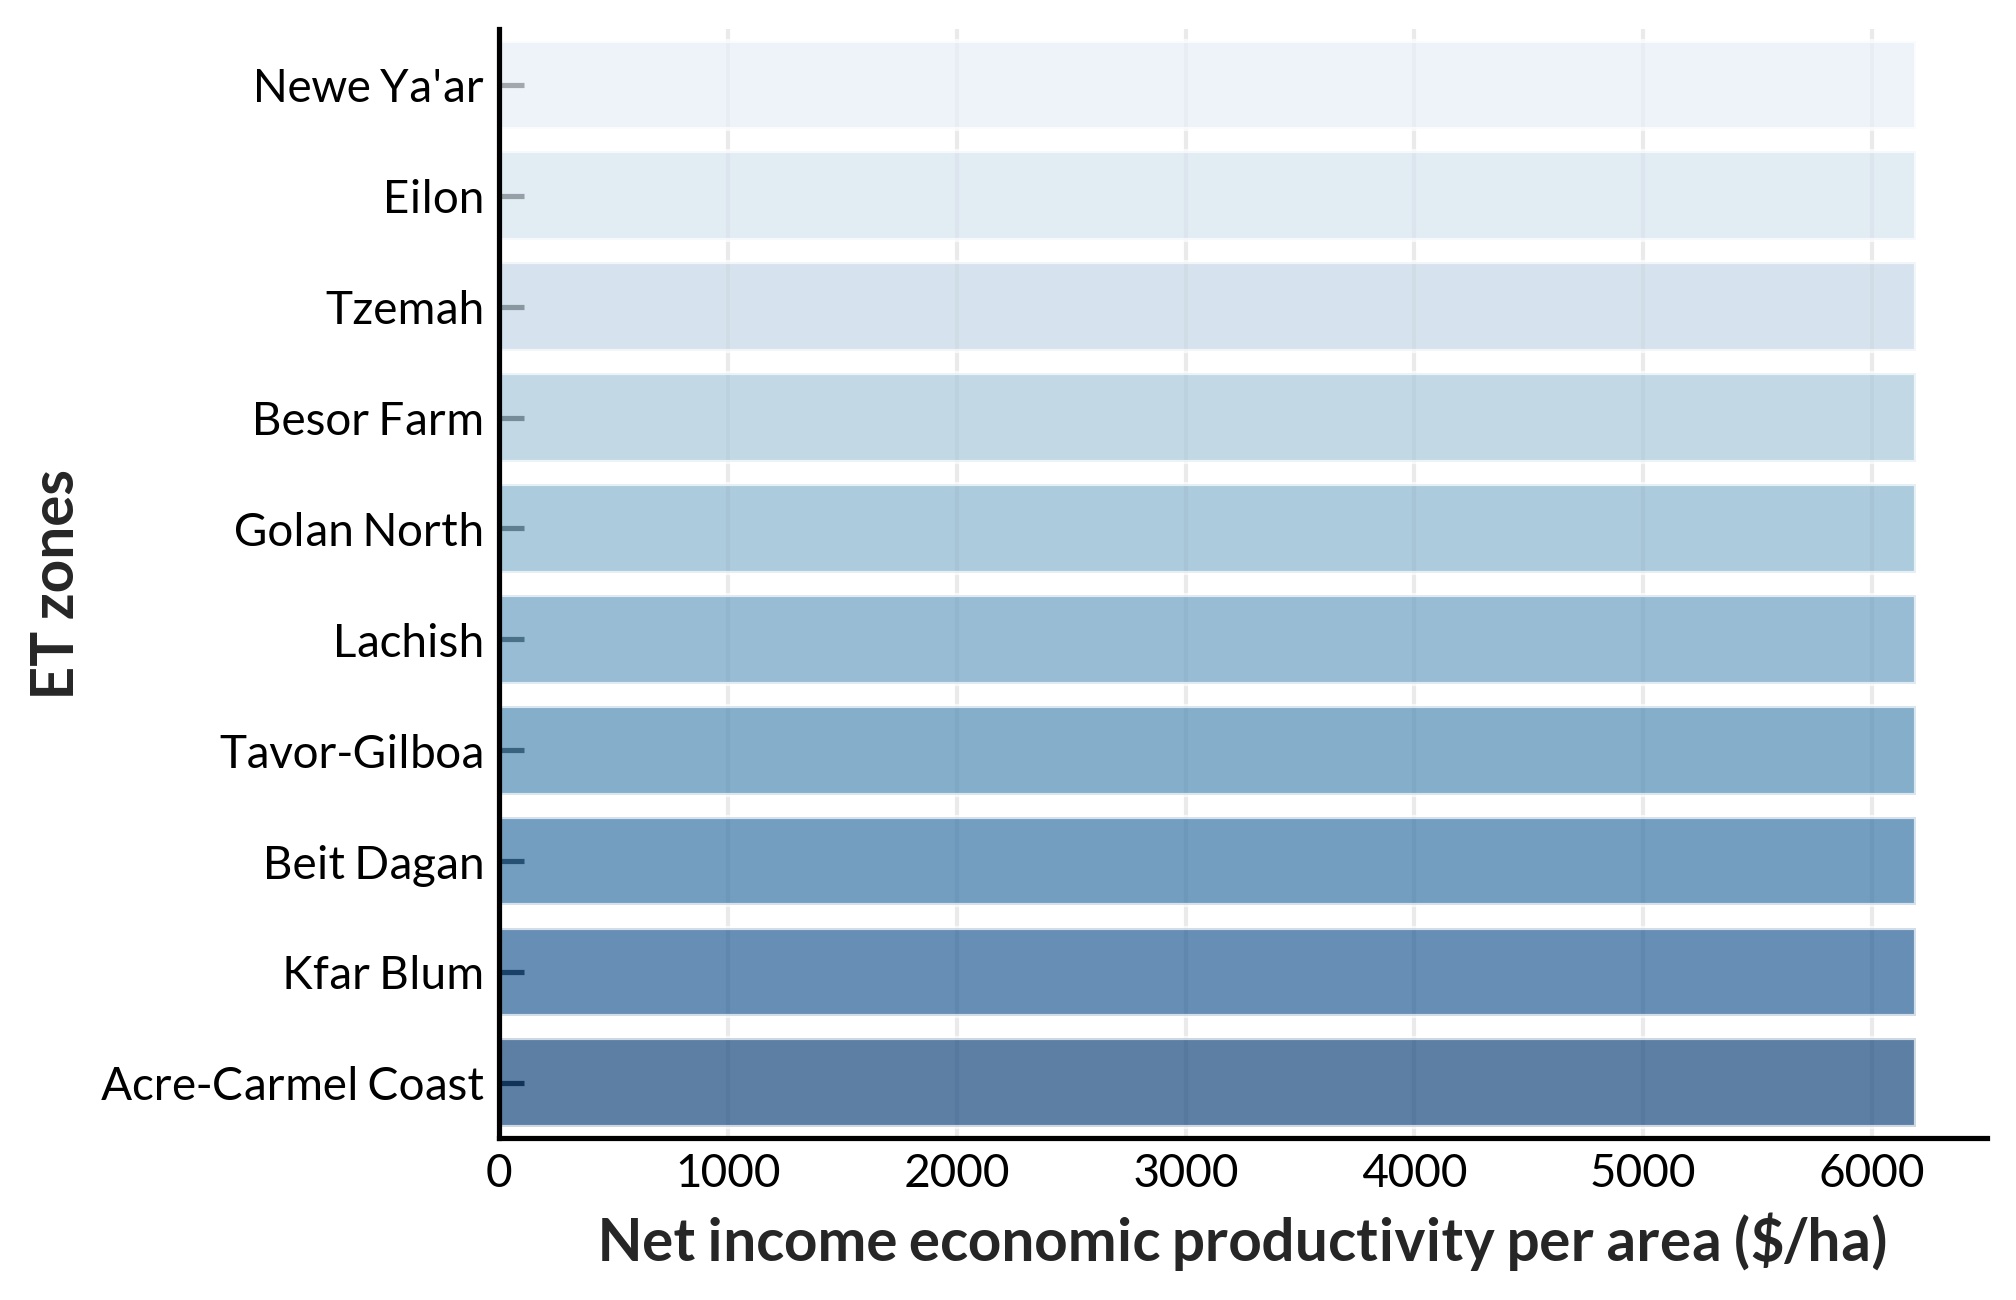 Newe Ya'ar
Eilon
Tzemah
Besor Farm
Golan North
Lachish
Tavor-Gilboa
Beit Dagan
Kfar Blum
Acre-Carmel Coast
ET zones
0 1000 2000 3000 4000 5000 6000
Net income economic productivity per area ($/ha)